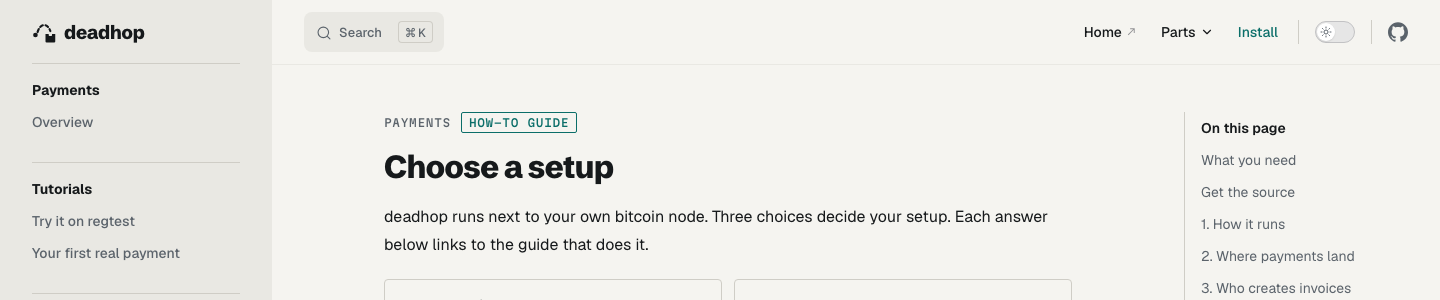 deadhop
Search ⌘ K
Home ↗
Parts
Install
Payments
Overview
Tutorials
Try it on regtest
Your first real payment
PAYMENTS HOW-TO GUIDE
Choose a setup
deadhop runs next to your own bitcoin node. Three choices decide your setup. Each answer
below links to the guide that does it.
On this page
What you need
Get the source
1. How it runs
2. Where payments land
3. Who creates invoices